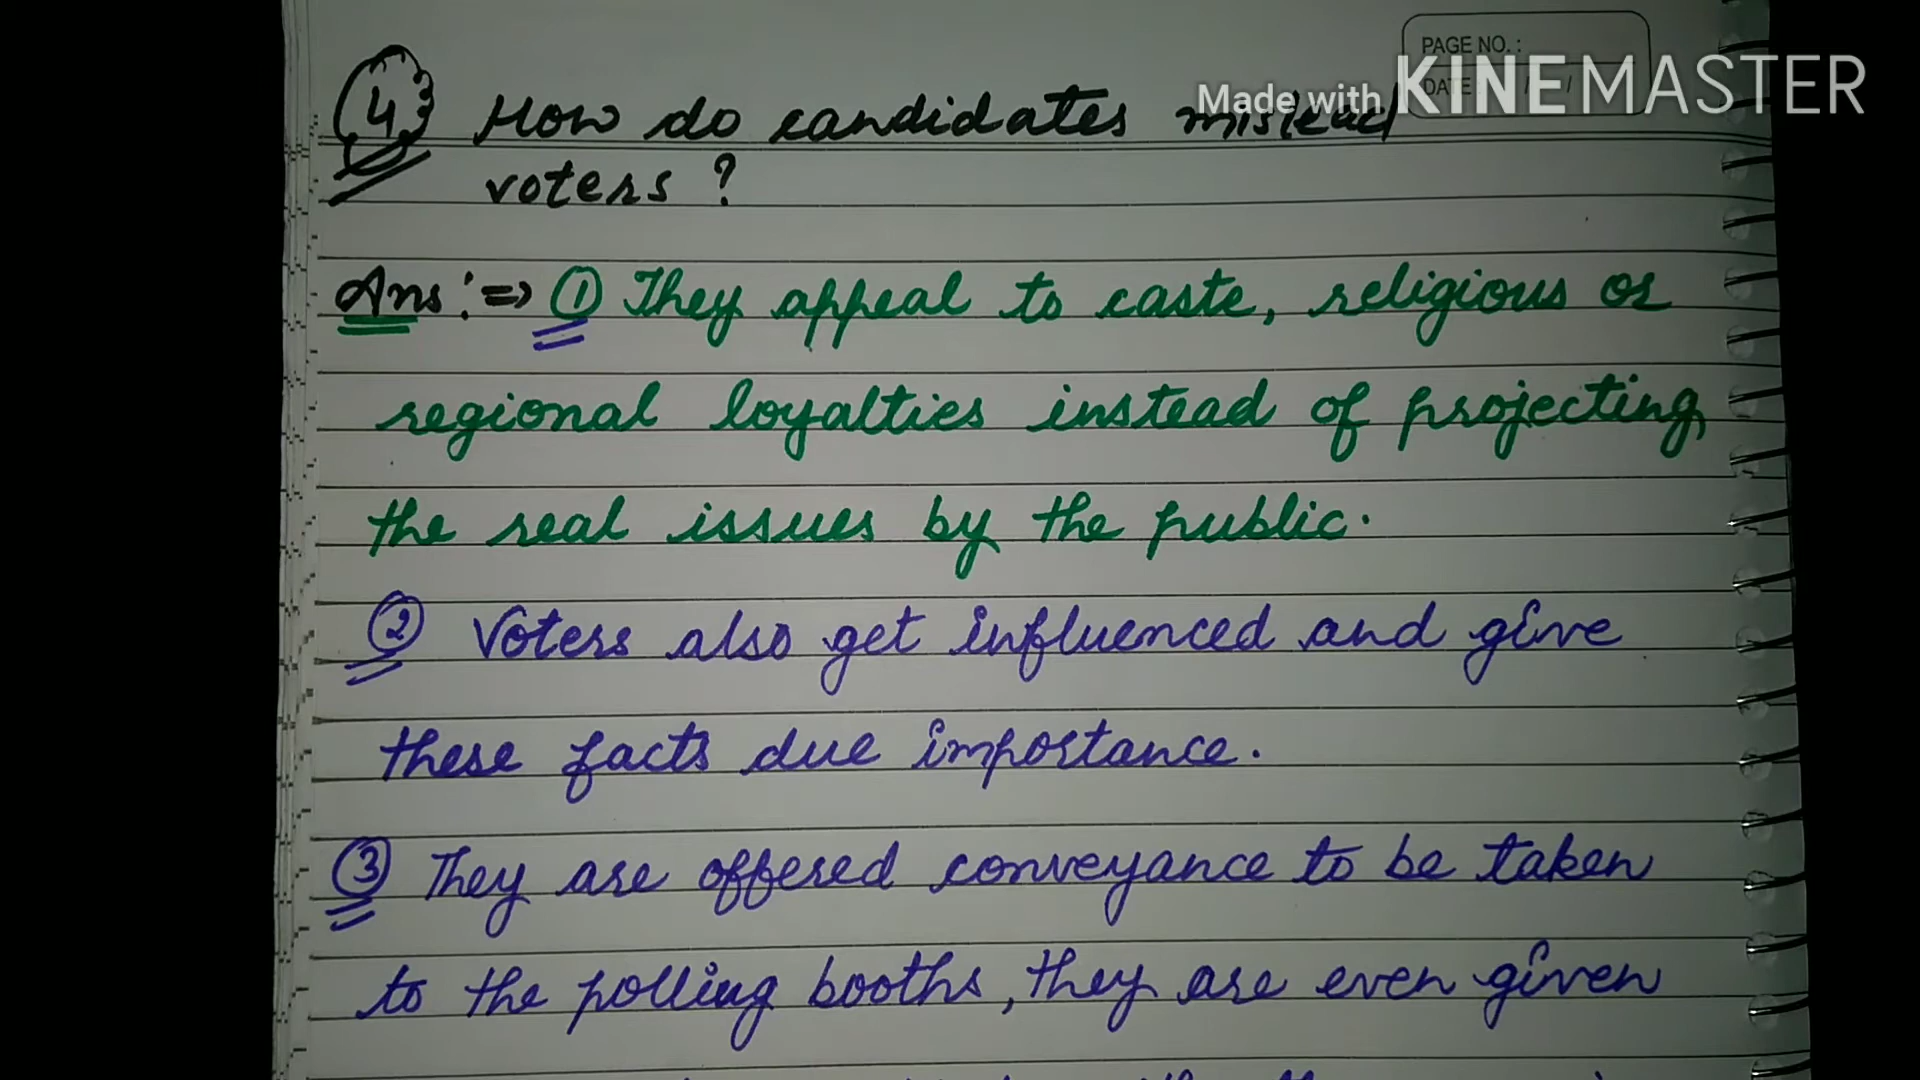 PAGE NO. :
DATE : / /
Made with KINEMASTER
4 How do candidates mislead
voters ?
Ans :⇒ ① They appeal to caste, religious or
regional loyalties instead of projecting
the real issues by the public.
② Voters also get influenced and give
these facts due importance.
③ They are offered conveyance to be taken
to the polling booths, they are even given